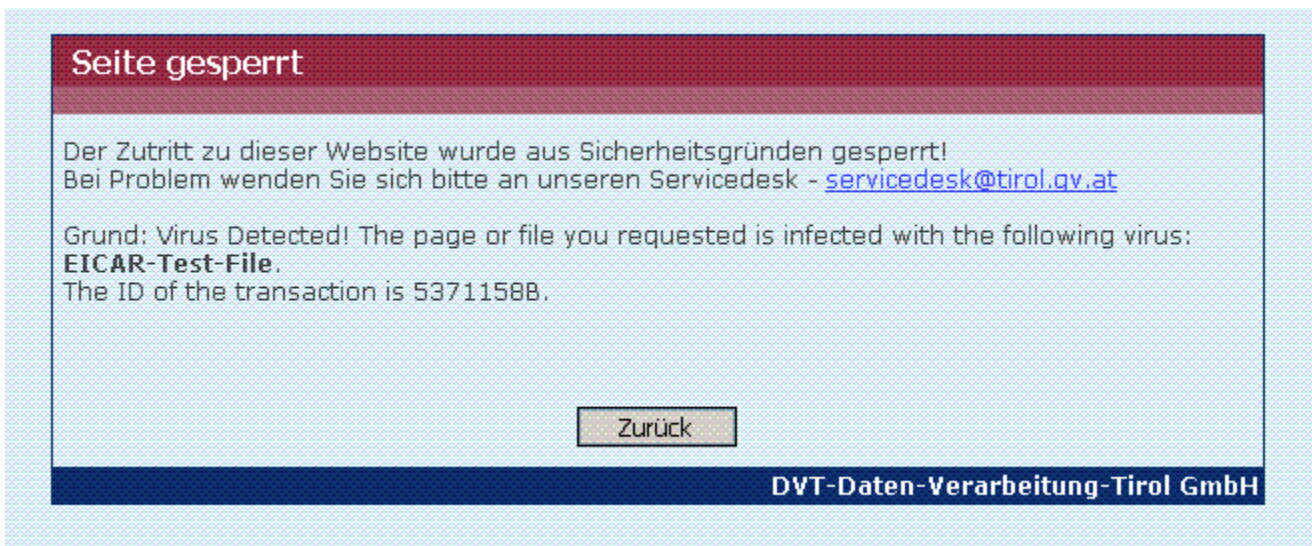 Seite gesperrt
Der Zutritt zu dieser Website wurde aus Sicherheitsgründen gesperrt!
Bei Problem wenden Sie sich bitte an unseren Servicedesk - servicedesk@tirol.gv.at
Grund: Virus Detected! The page or file you requested is infected with the following virus:
EICAR-Test-File.
The ID of the transaction is 5371158B.
Zurück
DVT-Daten-Verarbeitung-Tirol GmbH